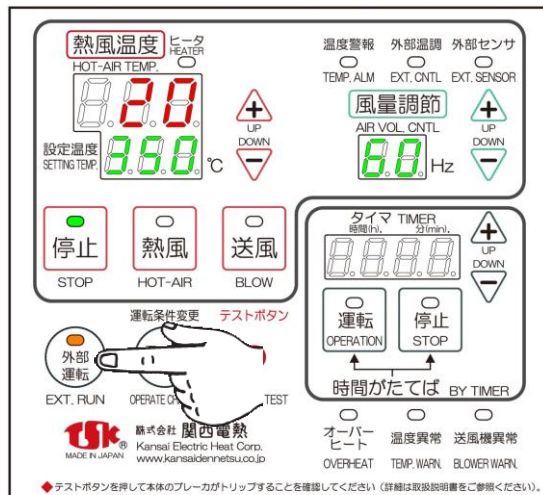 熱風温度
HOT-AIR TEMP.
ヒータ
HEATER
20
設定温度
SETTING TEMP.
350
℃
+
UP
DOWN
−
温度警報
TEMP. ALM
外部温調
EXT. CNTL
外部センサ
EXT. SENSOR
風量調節
AIR VOL. CNTL
60 Hz
+
UP
DOWN
−
停止
STOP
熱風
HOT-AIR
送風
BLOW
タイマ TIMER
時間(h). 分(min).
+
UP
DOWN
−
運転
OPERATION
停止
STOP
時間がたてば BY TIMER
外部
運転
EXT. RUN
運転条件変更
OPERATE C
テストボタン
TEST
TSK®
MADE IN JAPAN
株式会社 関西電熱
Kansai Electric Heat Corp.
www.kansaidennetsu.co.jp
オーバー
ヒート
OVERHEAT
温度異常
TEMP. WARN.
送風機異常
BLOWER WARN.
◆テストボタンを押して本体のブレーカがトリップすることを確認してください（詳細は取扱説明書をご参照ください）。